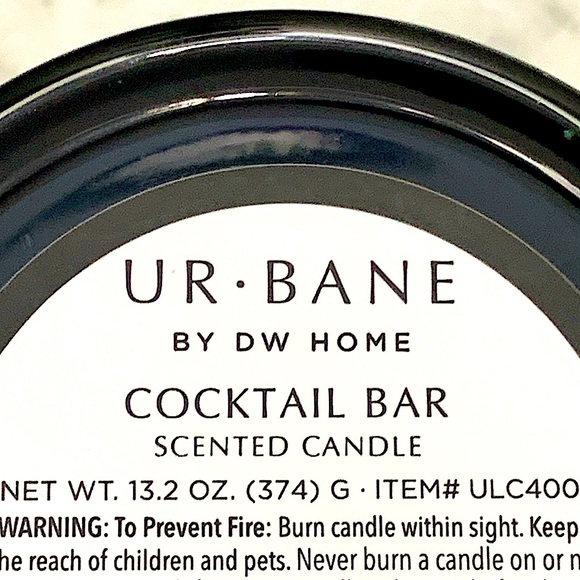 UR·BANE
BY DW HOME
COCKTAIL BAR
SCENTED CANDLE
NET WT. 13.2 OZ. (374) G · ITEM# ULC400
WARNING: To Prevent Fire: Burn candle within sight. Keep
he reach of children and pets. Never burn a candle on or n